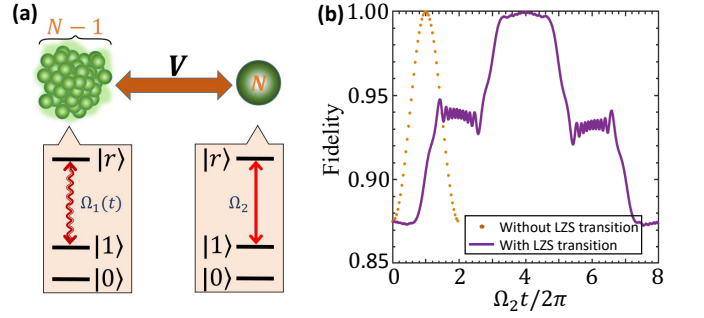 (a)
N − 1
V
N
|r⟩
Ω₁(t)
|1⟩
|0⟩
|r⟩
Ω₂
|1⟩
|0⟩
(b)
Fidelity
1.00
0.95
0.90
0.85
Without LZS transition
With LZS transition
0 2 4 6 8
Ω₂t/2π